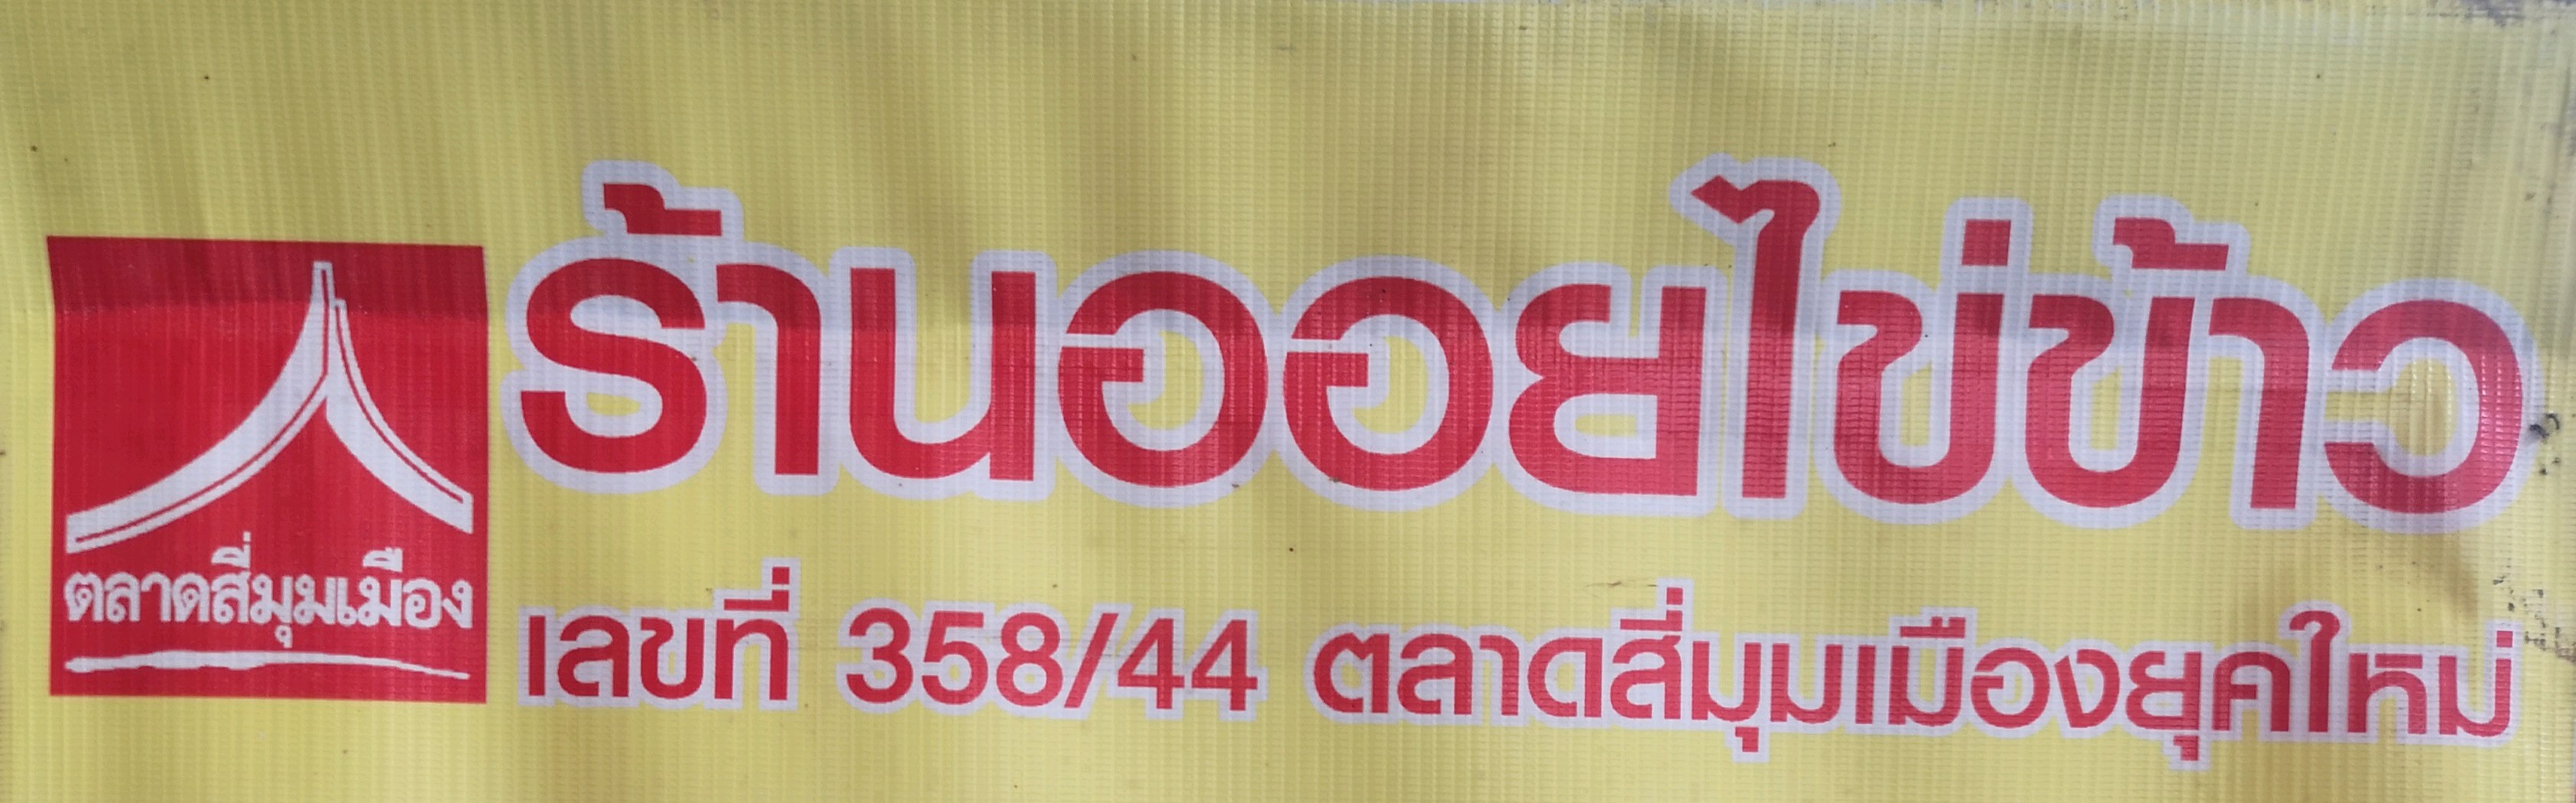 ร้านออยไข่ข้าว
ตลาดสี่มุมเมือง
เลขที่ 358/44 ตลาดสี่มุมเมืองยุคใหม่